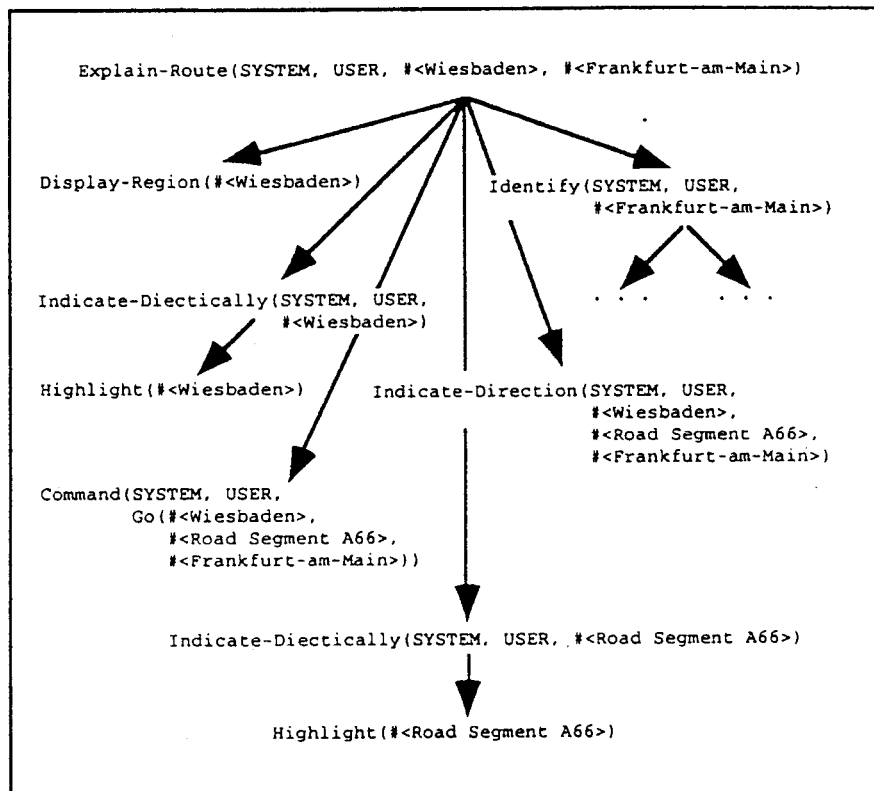 Explain-Route(SYSTEM, USER, #<Wiesbaden>, #<Frankfurt-am-Main>)
Display-Region(#<Wiesbaden>)
Identify(SYSTEM, USER,
#<Frankfurt-am-Main>)
Indicate-Diectically(SYSTEM, USER,
#<Wiesbaden>)
. . .
. . .
Highlight(#<Wiesbaden>)
Indicate-Direction(SYSTEM, USER,
#<Wiesbaden>,
#<Road Segment A66>,
#<Frankfurt-am-Main>)
Command(SYSTEM, USER,
Go(#<Wiesbaden>,
#<Road Segment A66>,
#<Frankfurt-am-Main>))
Indicate-Diectically(SYSTEM, USER, #<Road Segment A66>)
Highlight(#<Road Segment A66>)